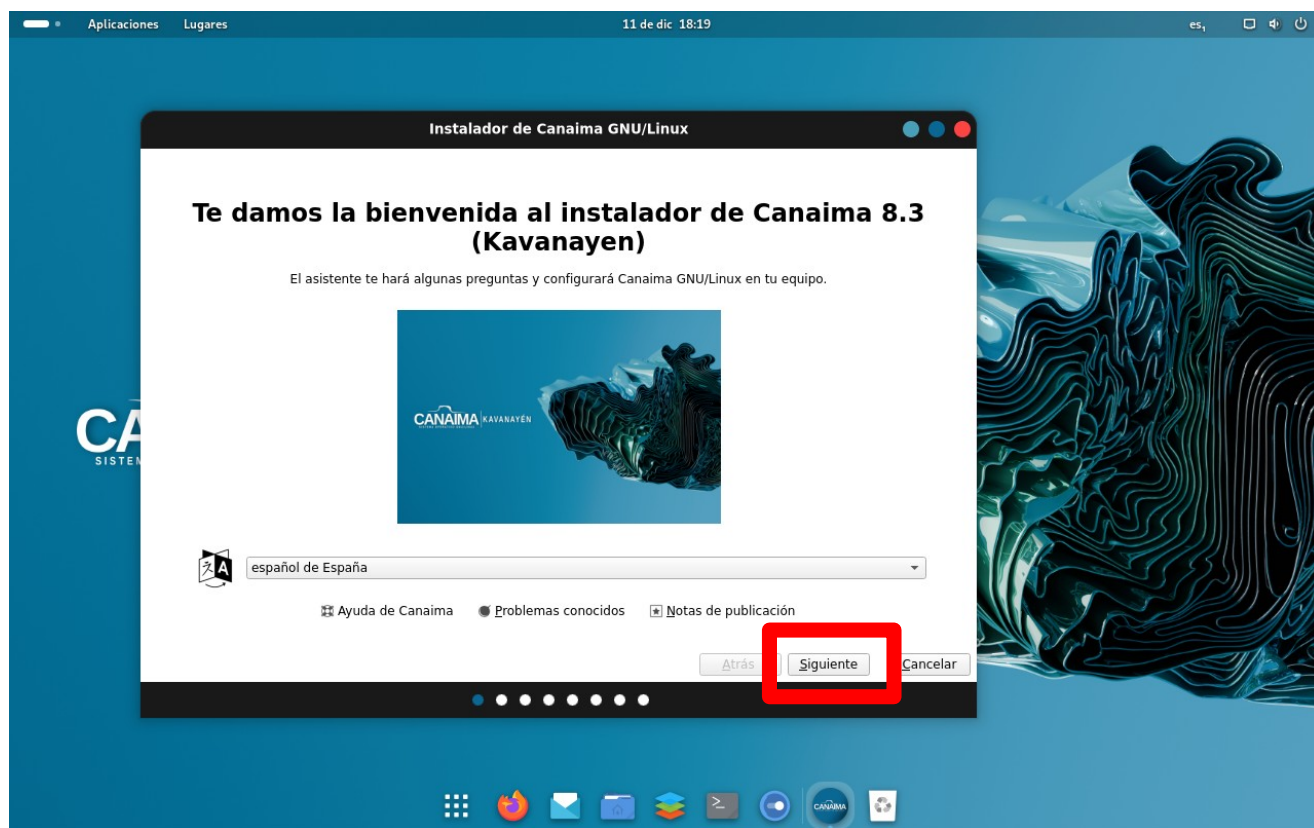 Aplicaciones Lugares 11 de dic 18:19 es₁
Instalador de Canaima GNU/Linux
Te damos la bienvenida al instalador de Canaima 8.3
(Kavanayen)
El asistente te hará algunas preguntas y configurará Canaima GNU/Linux en tu equipo.
CANAIMA KAVANAYÉN
CA
SISTEM
español de España
Ayuda de Canaima Problemas conocidos Notas de publicación
Atrás Siguiente Cancelar
CANAIMA